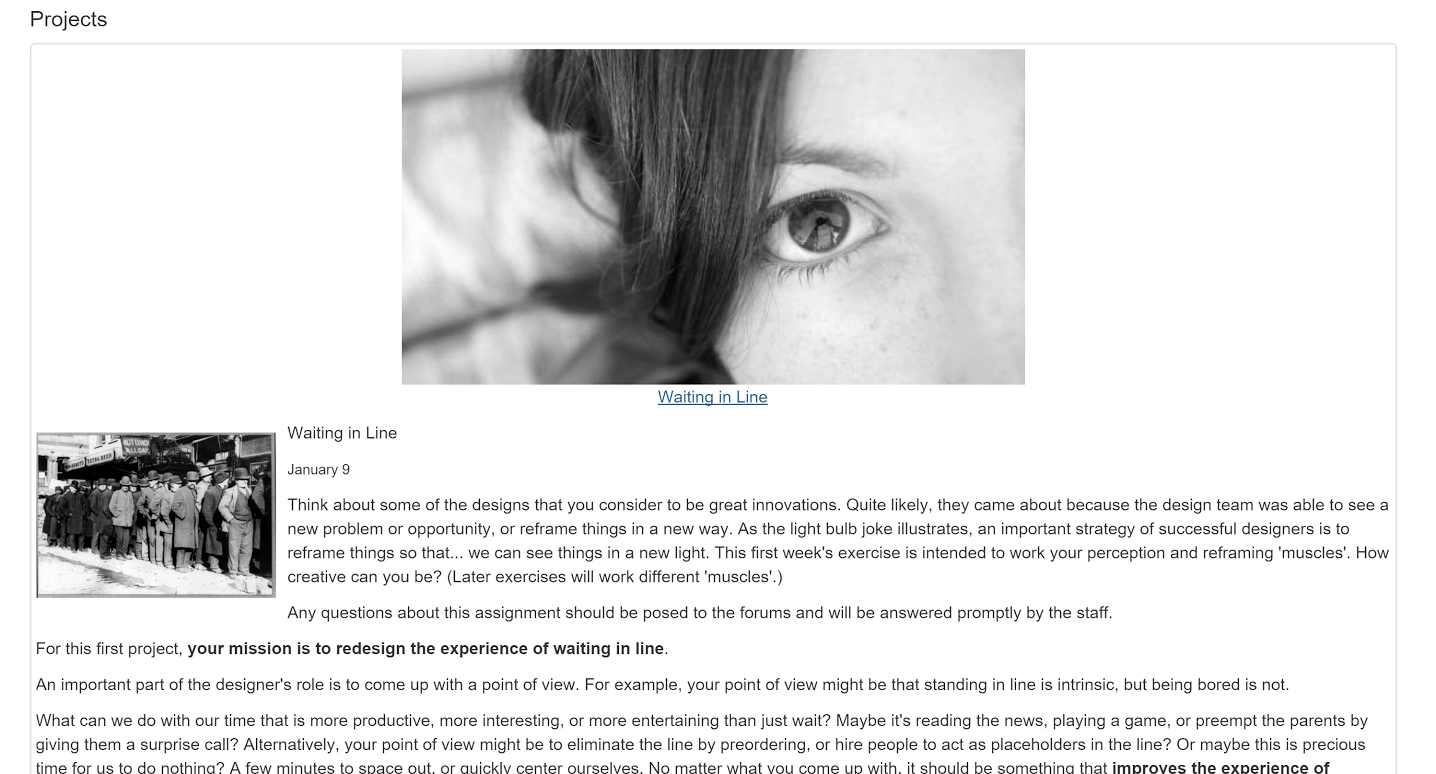 Projects
Waiting in Line
Waiting in Line
January 9
Think about some of the designs that you consider to be great innovations. Quite likely, they came about because the design team was able to see a
new problem or opportunity, or reframe things in a new way. As the light bulb joke illustrates, an important strategy of successful designers is to
reframe things so that... we can see things in a new light. This first week's exercise is intended to work your perception and reframing 'muscles'. How
creative can you be? (Later exercises will work different 'muscles'.)
Any questions about this assignment should be posed to the forums and will be answered promptly by the staff.
For this first project, your mission is to redesign the experience of waiting in line.
An important part of the designer's role is to come up with a point of view. For example, your point of view might be that standing in line is intrinsic, but being bored is not.
What can we do with our time that is more productive, more interesting, or more entertaining than just wait? Maybe it's reading the news, playing a game, or preempt the parents by
giving them a surprise call? Alternatively, your point of view might be to eliminate the line by preordering, or hire people to act as placeholders in the line? Or maybe this is precious
time for us to do nothing? A few minutes to space out, or quickly center ourselves. No matter what you come up with, it should be something that improves the experience of